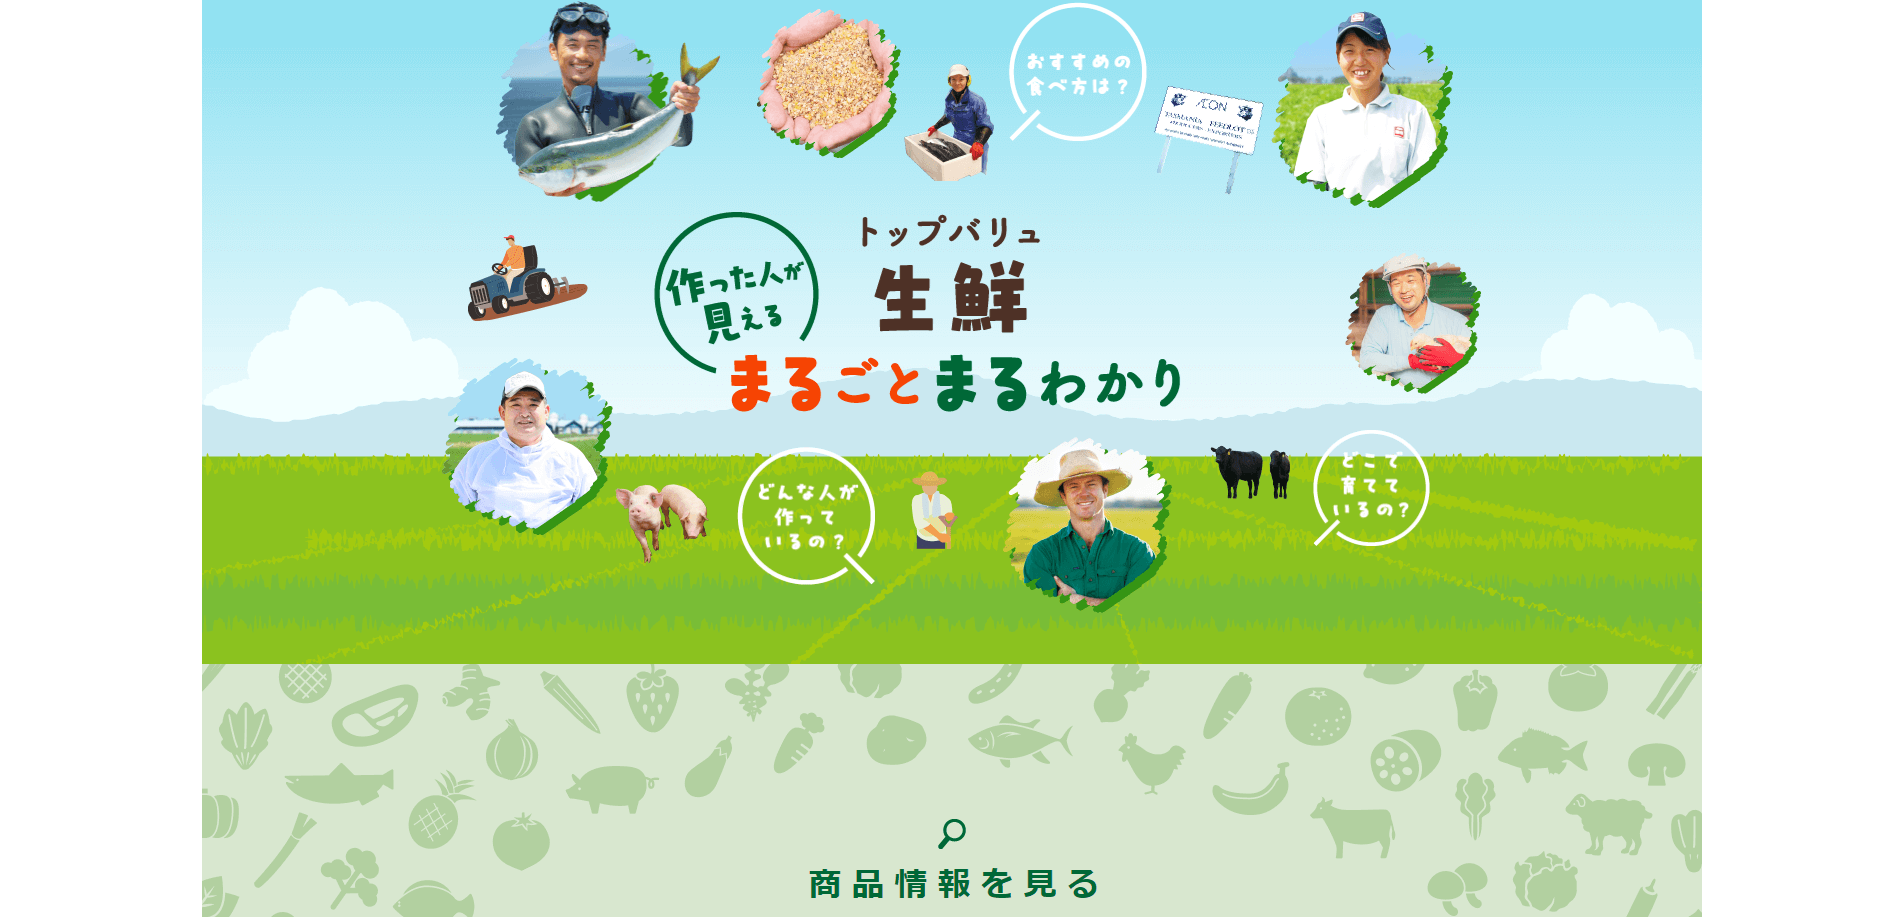 おすすめの
食べ方は？
ÆON
TASMANIA FEEDLOT
作った人が
見える
トップバリュ
生鮮
まるごとまるわかり
どんな人が
作って
いるの？
どこで
育てて
いるの？
商品情報を見る